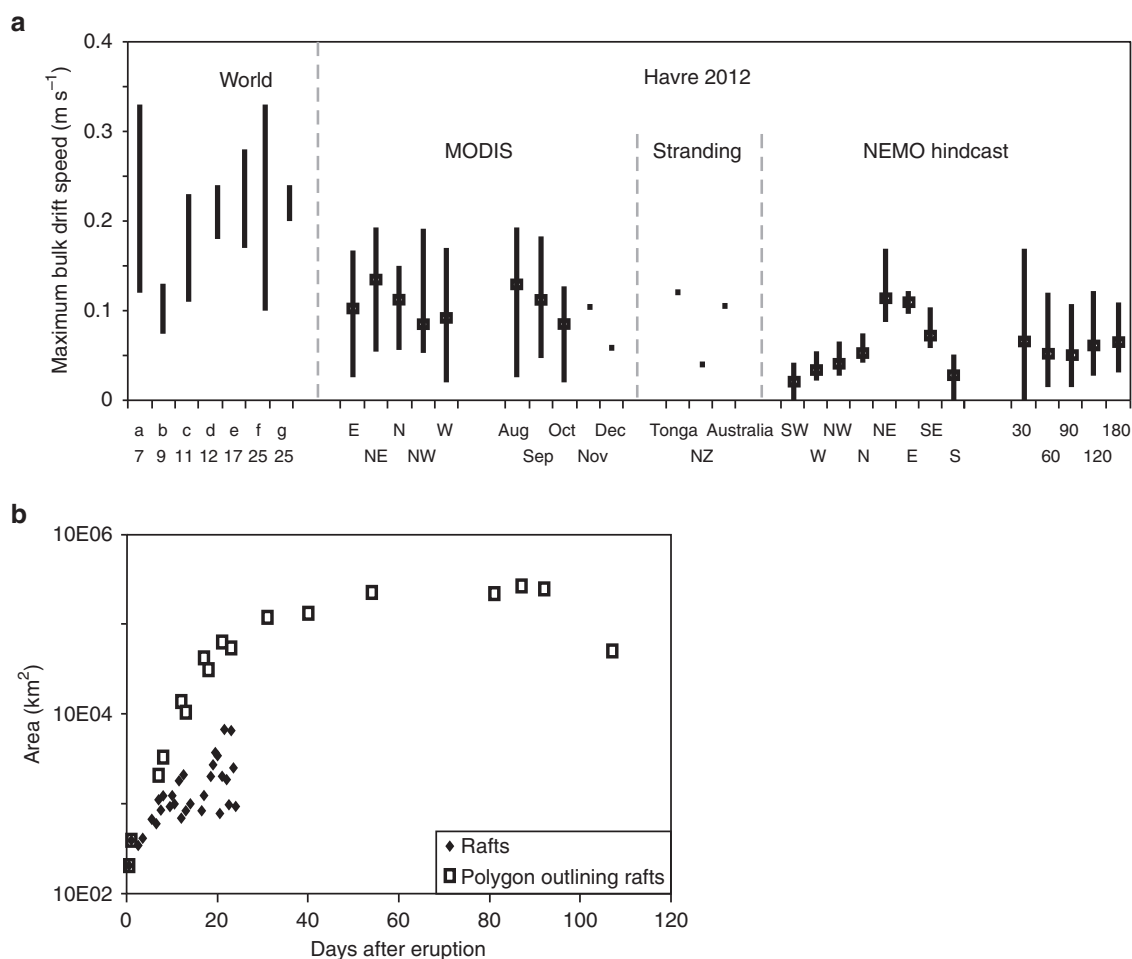 a
0.4
World
Havre 2012
0.3
MODIS
Stranding
NEMO hindcast
0.2
0.1
0
Maximum bulk drift speed (m s⁻¹)
a b c d e f g E N W Aug Oct Dec Tonga Australia SW NW NE SE 30 90 180
7 9 11 12 17 25 25 NE NW Sep Nov NZ W N E S 60 120
b
10E06
10E04
10E02
Area (km²)
Rafts
Polygon outlining rafts
0 20 40 60 80 100 120
Days after eruption